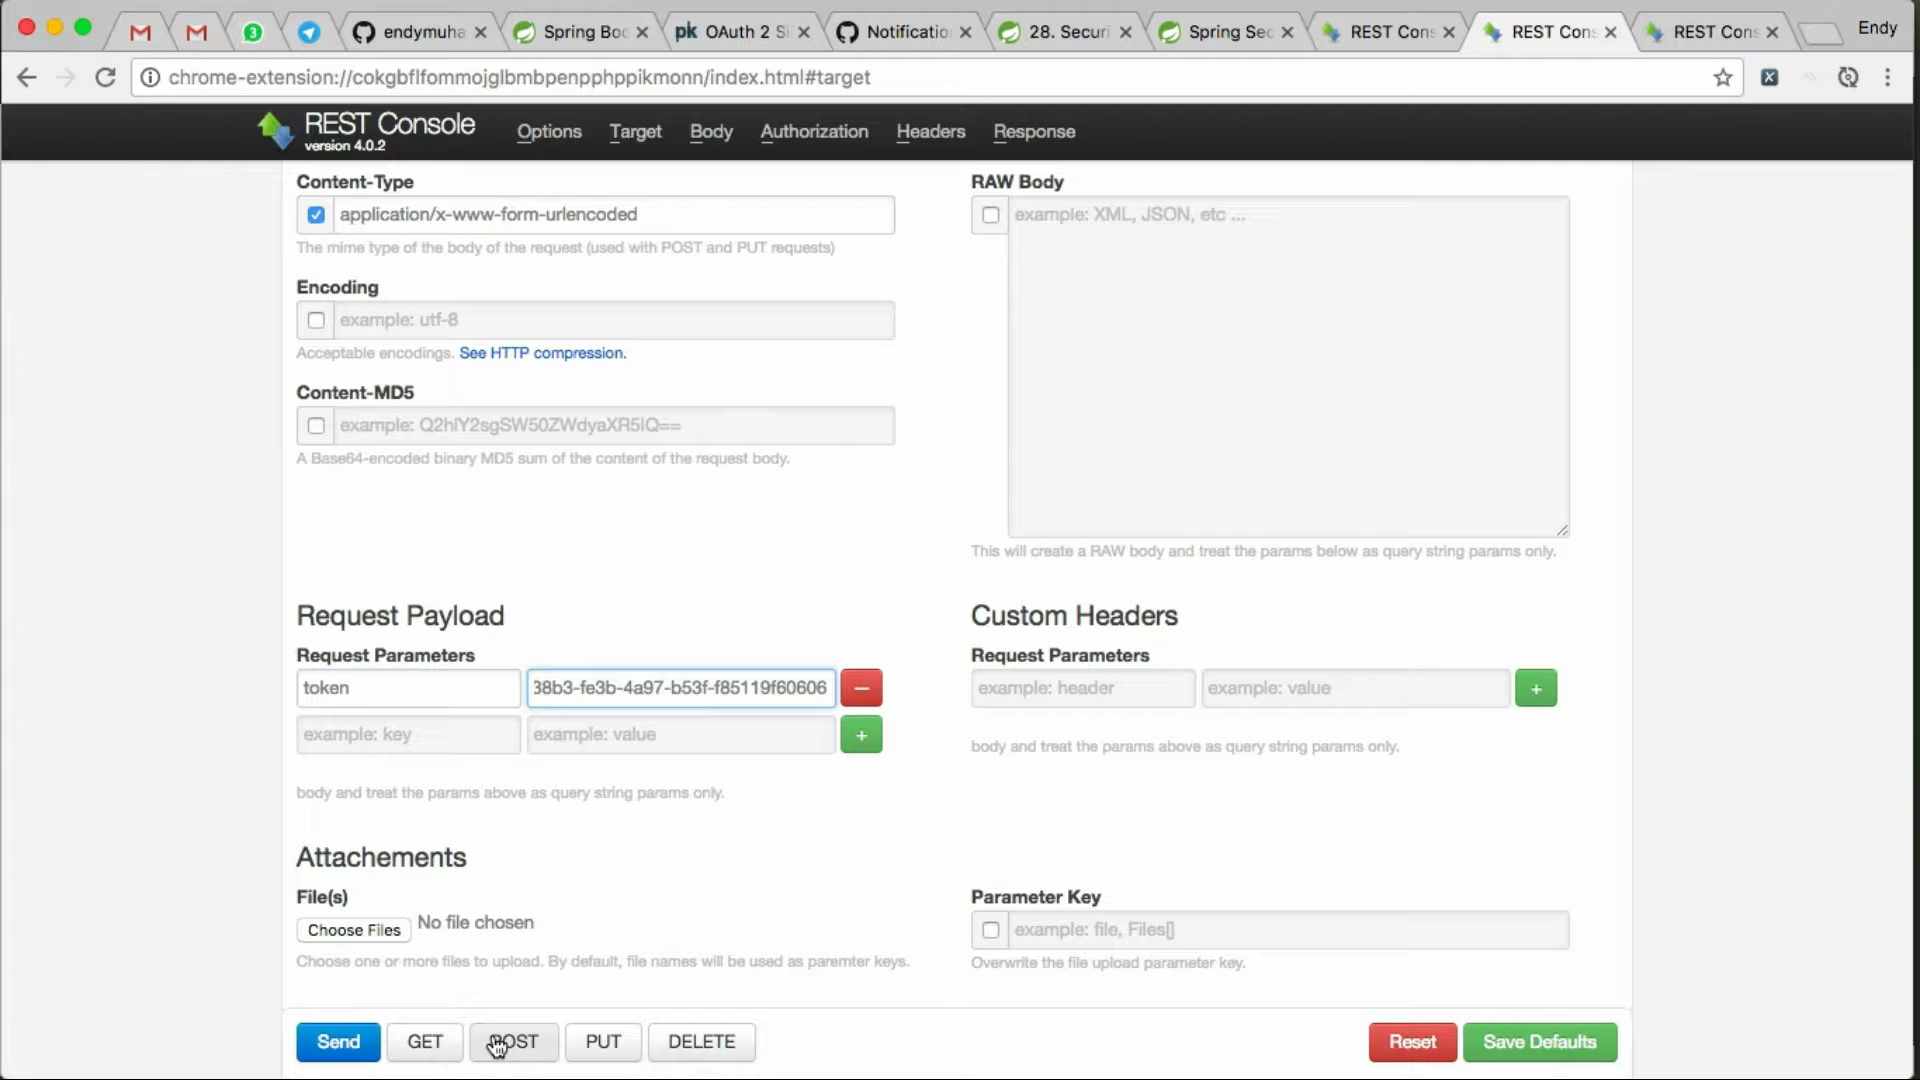 3
endymuha
Spring Boo
pk OAuth 2 Si
Notificatio
28. Securi
Spring Sec
REST Cons
REST Cons
REST Cons
Endy
chrome-extension://cokgbflfommojglbmbpenpphppikmonn/index.html#target
REST Console
version 4.0.2
Options
Target
Body
Authorization
Headers
Response
Content-Type
application/x-www-form-urlencoded
The mime type of the body of the request (used with POST and PUT requests)
Encoding
example: utf-8
Acceptable encodings. See HTTP compression.
Content-MD5
example: Q2hlY2sgSW50ZWdyaXR5IQ==
A Base64-encoded binary MD5 sum of the content of the request body.
RAW Body
example: XML, JSON, etc ...
This will create a RAW body and treat the params below as query string params only.
Request Payload
Request Parameters
token
38b3-fe3b-4a97-b53f-f85119f60606
example: key
example: value
body and treat the params above as query string params only.
Custom Headers
Request Parameters
example: header
example: value
body and treat the params above as query string params only.
Attachements
File(s)
Choose Files No file chosen
Choose one or more files to upload. By default, file names will be used as paremter keys.
Parameter Key
example: file, Files[]
Overwrite the file upload parameter key.
Send
GET
POST
PUT
DELETE
Reset
Save Defaults